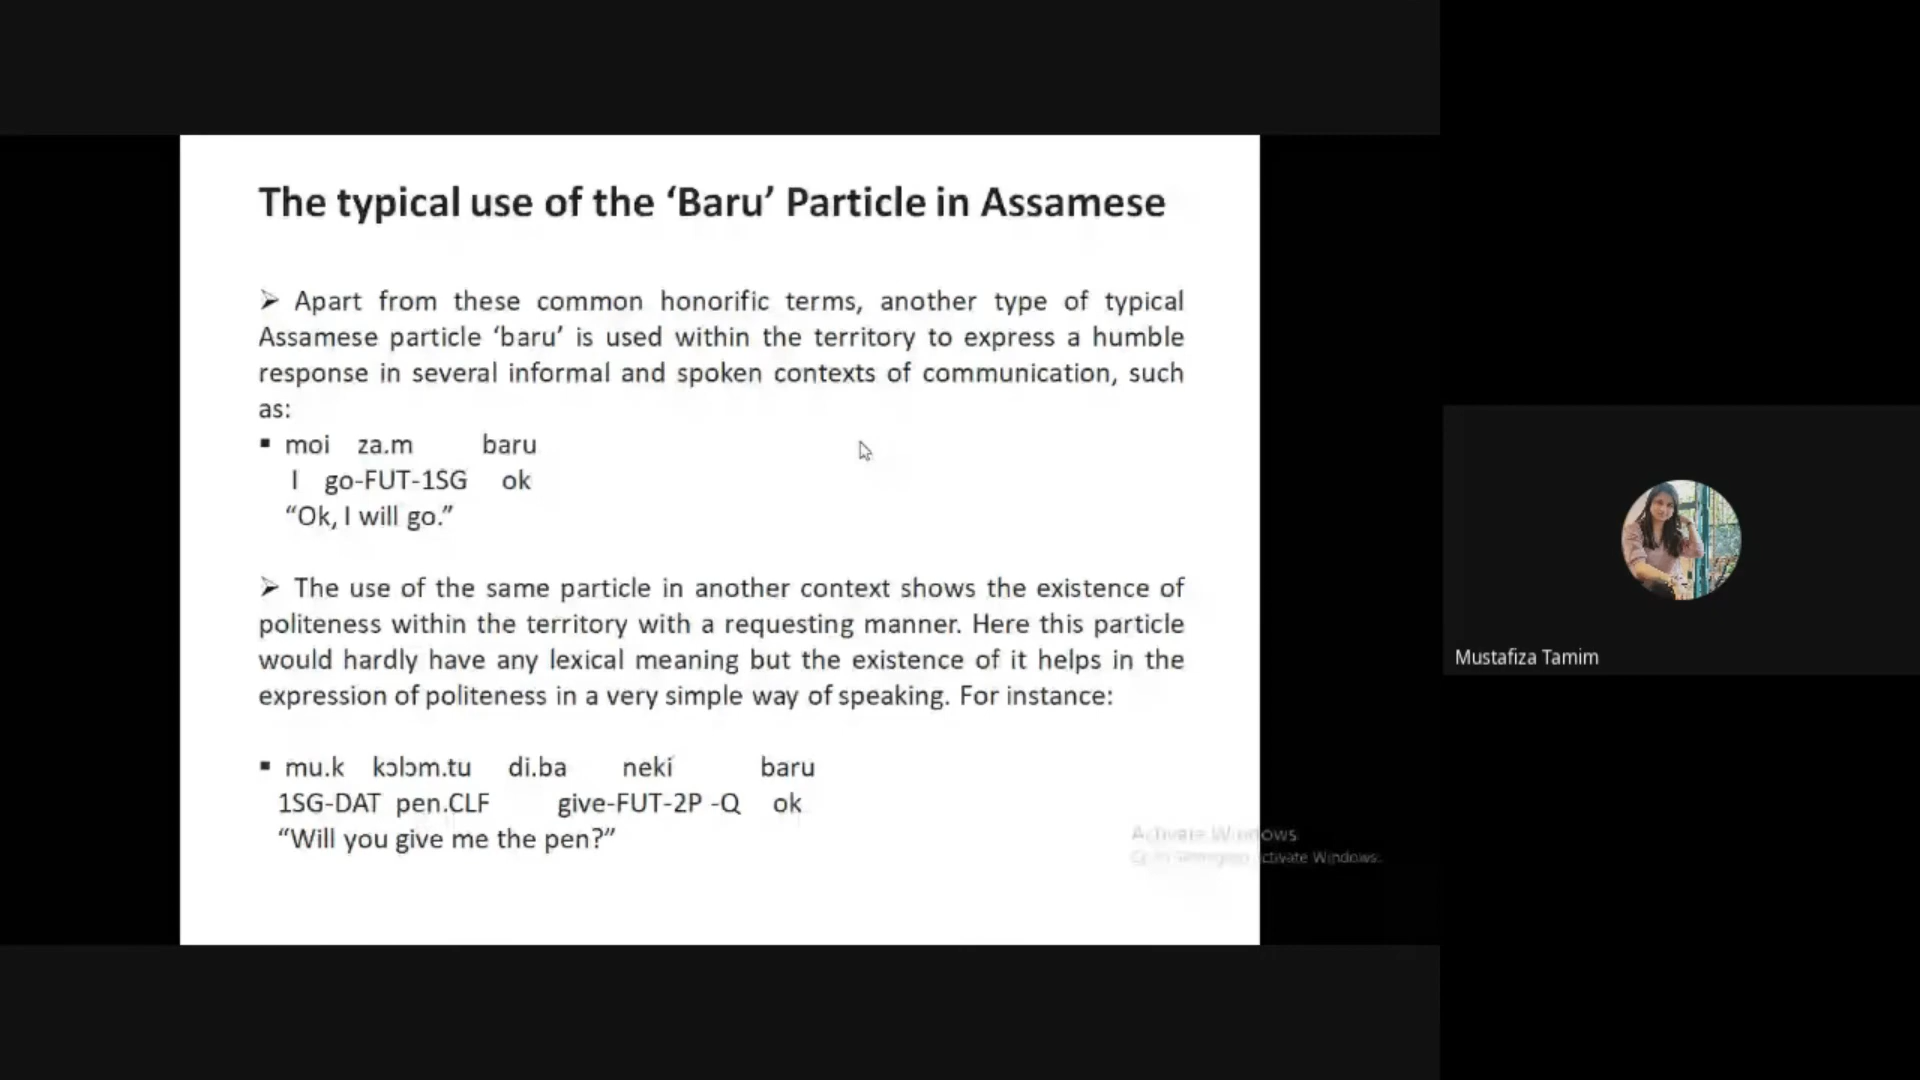 The typical use of the ‘Baru’ Particle in Assamese
➢ Apart from these common honorific terms, another type of typical
Assamese particle ‘baru’ is used within the territory to express a humble
response in several informal and spoken contexts of communication, such
as:
▪ moi za.m baru
I go-FUT-1SG ok
“Ok, I will go.”
➢ The use of the same particle in another context shows the existence of
politeness within the territory with a requesting manner. Here this particle
would hardly have any lexical meaning but the existence of it helps in the
expression of politeness in a very simple way of speaking. For instance:
▪ mu.k kɔlɔm.tu di.ba neki baru
1SG-DAT pen.CLF give-FUT-2P -Q ok
“Will you give me the pen?”
Activate Windows
Activate Windows.
Mustafiza Tamim